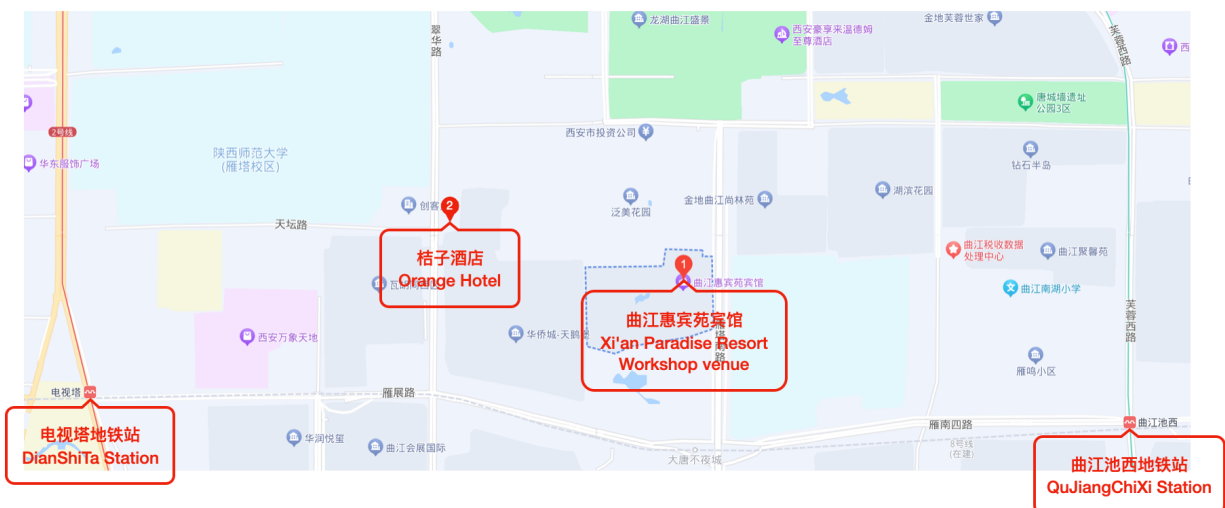 龙湖曲江盛景
金地芙蓉世家
西安豪享来温德姆
至尊酒店
翠华路
芙蓉西路
西
2号线
华东服饰广场
陕西师范大学
(雁塔校区)
西安市投资公司
唐城墙遗址
公园3区
钻石半岛
创客
2
泛美花园
金地曲江尚林苑
湖滨花园
天坛路
桔子酒店
Orange Hotel
1
曲江惠宾苑宾馆
曲江税收数据
处理中心
曲江聚馨苑
曲江南湖小学
曲江惠宾苑宾馆
Xi'an Paradise Resort
Workshop venue
雁塔南路
芙蓉西路
西安万象天地
华侨城·天鹅堡
雁鸣小区
电视塔
雁展路
电视塔地铁站
DianShiTa Station
华润悦玺
曲江会展国际
大唐不夜城
雁南四路
8号线
(在建)
曲江池西
曲江池西地铁站
QuJiangChiXi Station